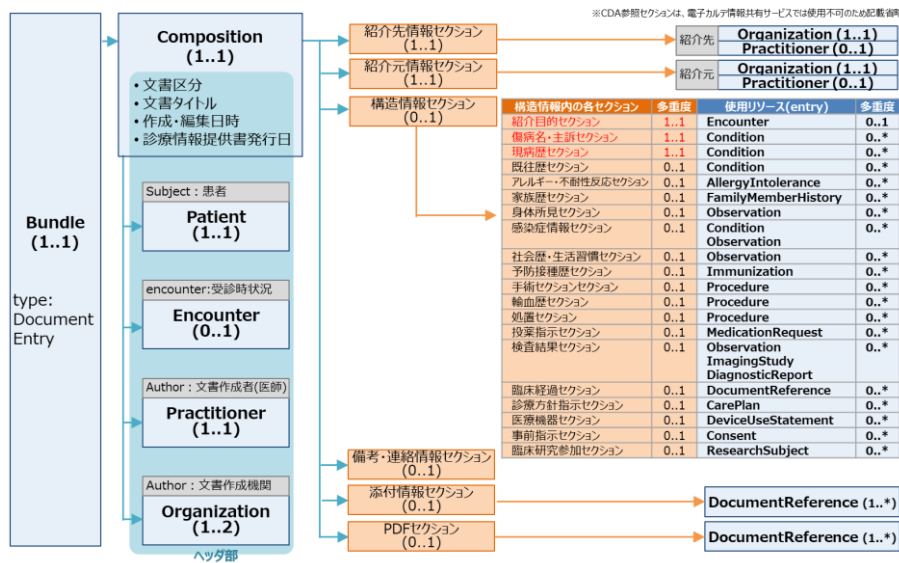 ※CDA参照セクションは、電子カルテ情報共有サービスでは使用不可のため記載省略
Bundle
(1..1)
type:
Document
Entry
Composition
(1..1)
・文書区分
・文書タイトル
・作成・編集日時
・診療情報提供書発行日
Subject：患者
Patient
(1..1)
encounter:受診時状況
Encounter
(0..1)
Author：文書作成者(医師)
Practitioner
(1..1)
Author：文書作成機関
Organization
(1..2)
ヘッダ部
紹介先情報セクション
(1..1)
紹介元情報セクション
(1..1)
構造情報セクション
(0..1)
備考・連絡情報セクション
(0..1)
添付情報セクション
(0..1)
PDFセクション
(0..1)
紹介先 Organization (1..1)
Practitioner (0..1)
紹介元 Organization (1..1)
Practitioner (0..1)
構造情報内の各セクション 多重度 使用リソース(entry) 多重度
紹介目的セクション 1..1 Encounter 0..1
傷病名・主訴セクション 1..1 Condition 0..*
現病歴セクション 1..1 Condition 0..*
既往歴セクション 0..1 Condition 0..*
アレルギー・不耐性反応セクション 0..1 AllergyIntolerance 0..*
家族歴セクション 0..1 FamilyMemberHistory 0..*
身体所見セクション 0..1 Observation 0..*
感染症情報セクション 0..1 Condition 0..*
Observation
社会歴・生活習慣セクション 0..1 Observation 0..*
予防接種歴セクション 0..1 Immunization 0..*
手術セクションセクション 0..1 Procedure 0..*
輸血歴セクション 0..1 Procedure 0..*
処置セクション 0..1 Procedure 0..*
投薬指示セクション 0..1 MedicationRequest 0..*
検査結果セクション 0..1 Observation 0..*
ImagingStudy
DiagnosticReport
臨床経過セクション 0..1 DocumentReference 0..*
診療方針指示セクション 0..1 CarePlan 0..*
医療機器セクション 0..1 DeviceUseStatement 0..*
事前指示セクション 0..1 Consent 0..*
臨床研究参加セクション 0..1 ResearchSubject 0..*
DocumentReference (1..*)
DocumentReference (1..*)